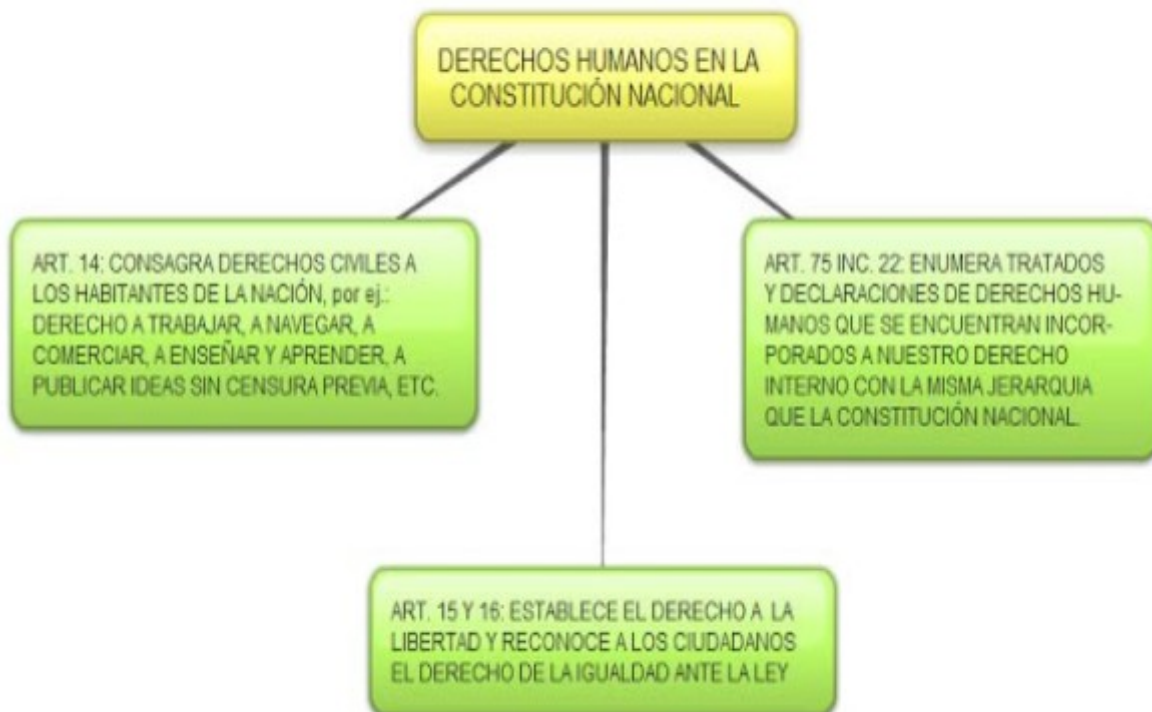 DERECHOS HUMANOS EN LA
CONSTITUCIÓN NACIONAL
ART. 14: CONSAGRA DERECHOS CIVILES A
LOS HABITANTES DE LA NACIÓN, por ej.:
DERECHO A TRABAJAR, A NAVEGAR, A
COMERCIAR, A ENSEÑAR Y APRENDER, A
PUBLICAR IDEAS SIN CENSURA PREVIA, ETC.
ART. 75 INC. 22: ENUMERA TRATADOS
Y DECLARACIONES DE DERECHOS HU-
MANOS QUE SE ENCUENTRAN INCOR-
PORADOS A NUESTRO DERECHO
INTERNO CON LA MISMA JERARQUIA
QUE LA CONSTITUCIÓN NACIONAL.
ART. 15 Y 16: ESTABLECE EL DERECHO A LA
LIBERTAD Y RECONOCE A LOS CIUDADANOS
EL DERECHO DE LA IGUALDAD ANTE LA LEY